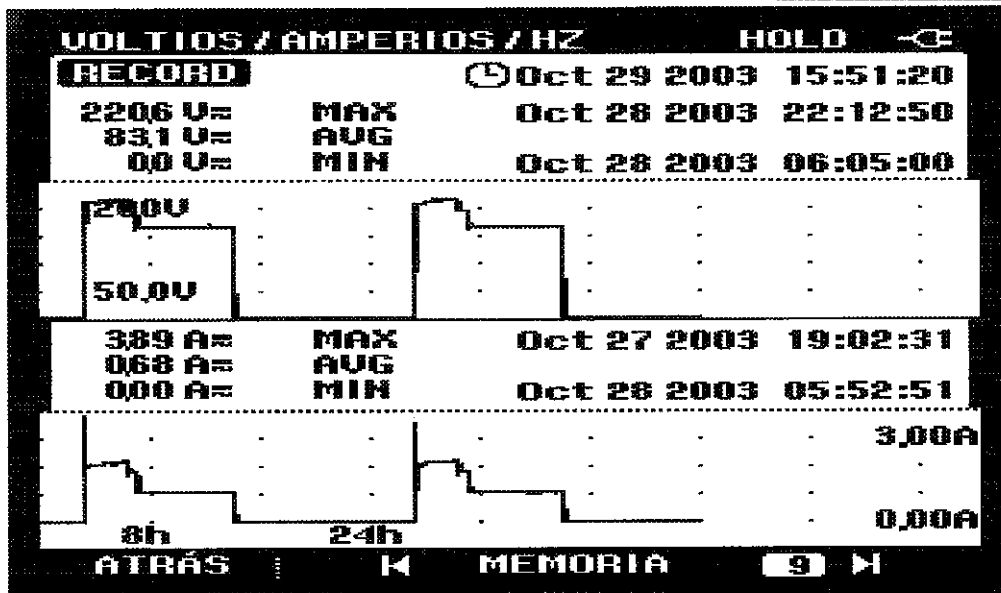 VOLTIOS/AMPERIOS/HZ HOLD
RECORD Oct 29 2003 15:51:20
220,6 V≂ MAX Oct 28 2003 22:12:50
83,1 V≂ AVG
0,0 V≂ MIN Oct 28 2003 06:05:00
50,0V
3,89 A≂ MAX Oct 27 2003 19:02:31
0,68 A≂ AVG
0,00 A≂ MIN Oct 28 2003 05:52:51
3,00A
0,00A
8h 24h
ATRÁS MEMORIA 9